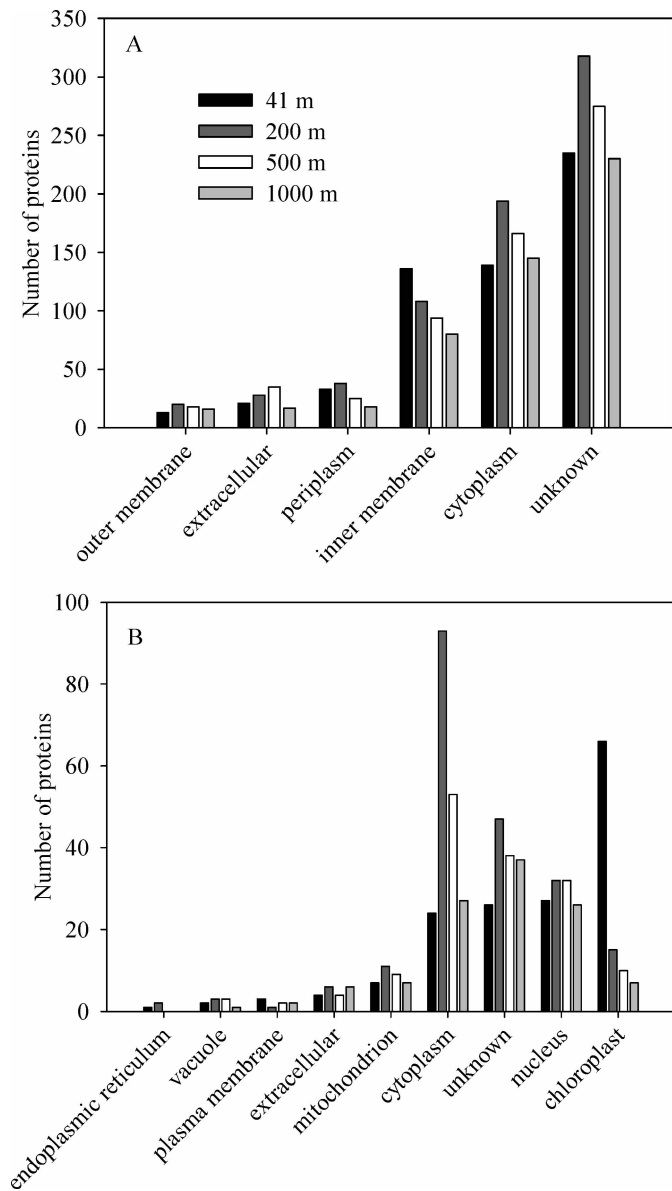 A
350
300
250
200
150
100
50
0
Number of proteins
41 m
200 m
500 m
1000 m
outer membrane
extracellular
periplasm
inner membrane
cytoplasm
unknown
B
100
80
60
40
20
0
Number of proteins
endoplasmic reticulum
vacuole
plasma membrane
extracellular
mitochondrion
cytoplasm
unknown
nucleus
chloroplast